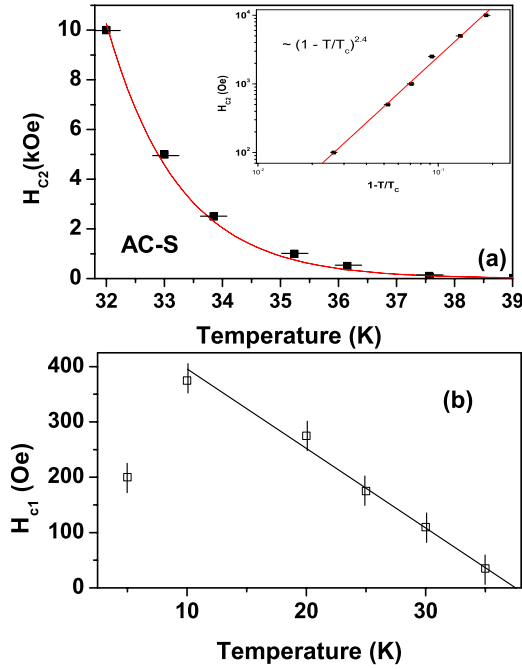 10
8
6
4
2
0
H_C2(kOe)
32 33 34 35 36 37 38 39
Temperature (K)
AC-S
(a)
~ (1 - T/T_c)^2.4
10^4
10^3
10^2
H_C2 (Oe)
10^-2 10^-1
1-T/T_C
400
300
200
100
0
H_c1 (Oe)
10 20 30
Temperature (K)
(b)